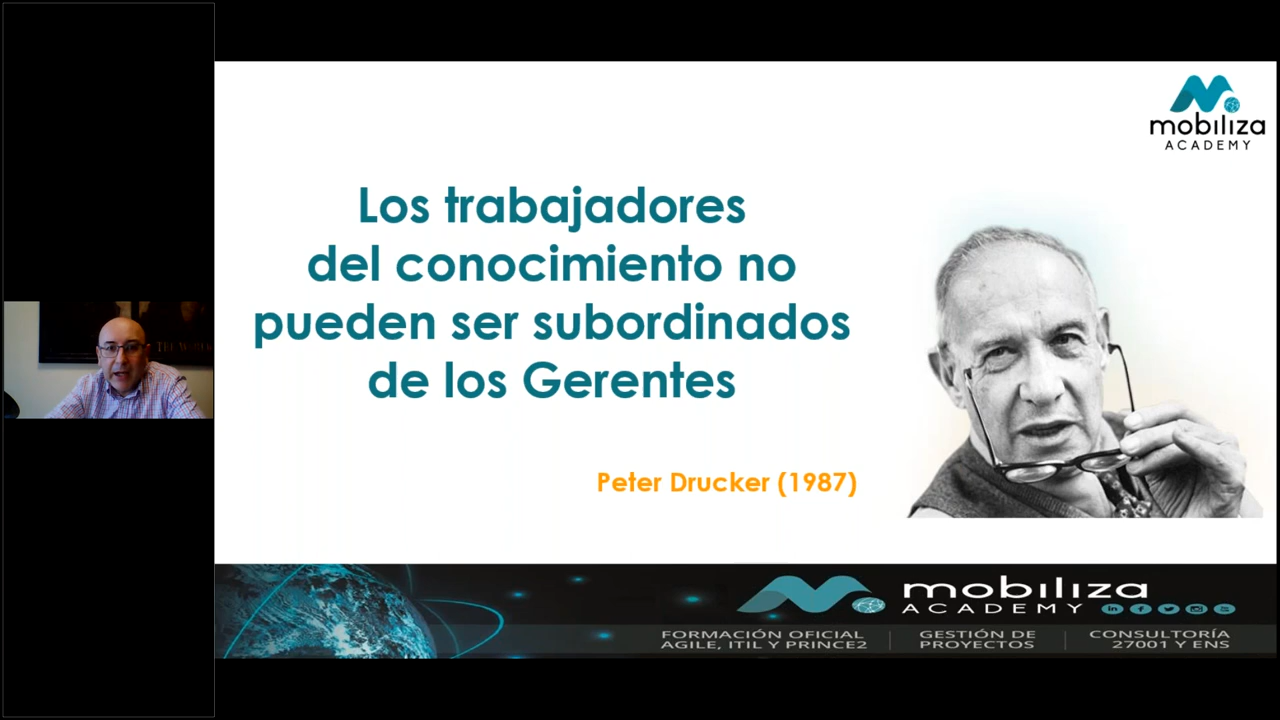 mobiliza
ACADEMY
Los trabajadores
del conocimiento no
pueden ser subordinados
de los Gerentes
Peter Drucker (1987)
mobiliza
ACADEMY
FORMACIÓN OFICIAL
AGILE, ITIL Y PRINCE2
GESTIÓN DE
PROYECTOS
CONSULTORÍA
27001 Y ENS